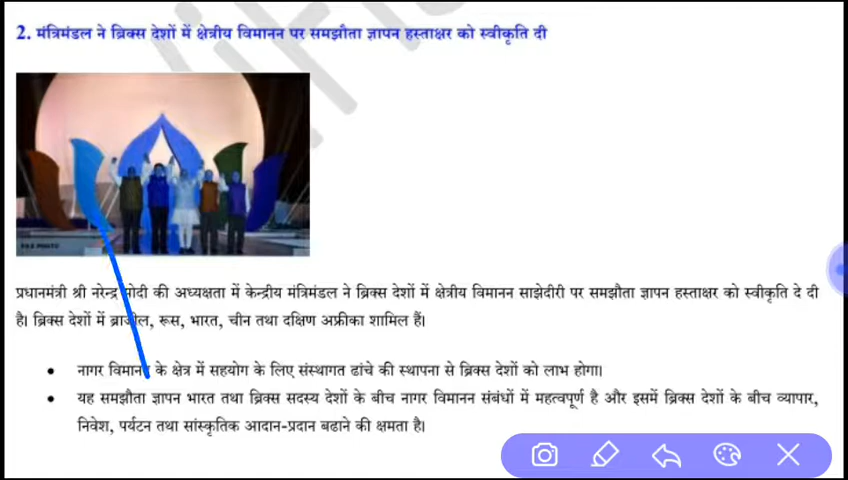 2. मंत्रिमंडल ने ब्रिक्स देशों में क्षेत्रीय विमानन पर समझौता ज्ञापन हस्ताक्षर को स्वीकृति दी
PHOTO
प्रधानमंत्री श्री नरेन्द्र मोदी की अध्यक्षता में केन्द्रीय मंत्रिमंडल ने ब्रिक्स देशों में क्षेत्रीय विमानन साझेदीरी पर समझौता ज्ञापन हस्ताक्षर को स्वीकृति दे दी
है। ब्रिक्स देशों में ब्राजील, रूस, भारत, चीन तथा दक्षिण अफ्रीका शामिल हैं।
• नागर विमानन के क्षेत्र में सहयोग के लिए संस्थागत ढांचे की स्थापना से ब्रिक्स देशों को लाभ होगा।
• यह समझौता ज्ञापन भारत तथा ब्रिक्स सदस्य देशों के बीच नागर विमानन संबंधों में महत्वपूर्ण है और इसमें ब्रिक्स देशों के बीच व्यापार,
निवेश, पर्यटन तथा सांस्कृतिक आदान-प्रदान बढाने की क्षमता है।